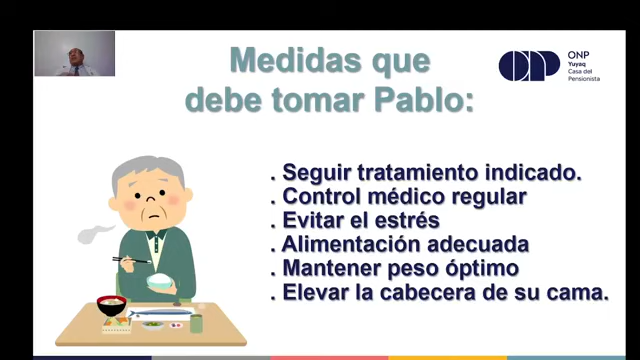 Medidas que
debe tomar Pablo:
ONP
Yuyaq
Casa del
Pensionista
. Seguir tratamiento indicado.
. Control médico regular
. Evitar el estrés
. Alimentación adecuada
. Mantener peso óptimo
. Elevar la cabecera de su cama.